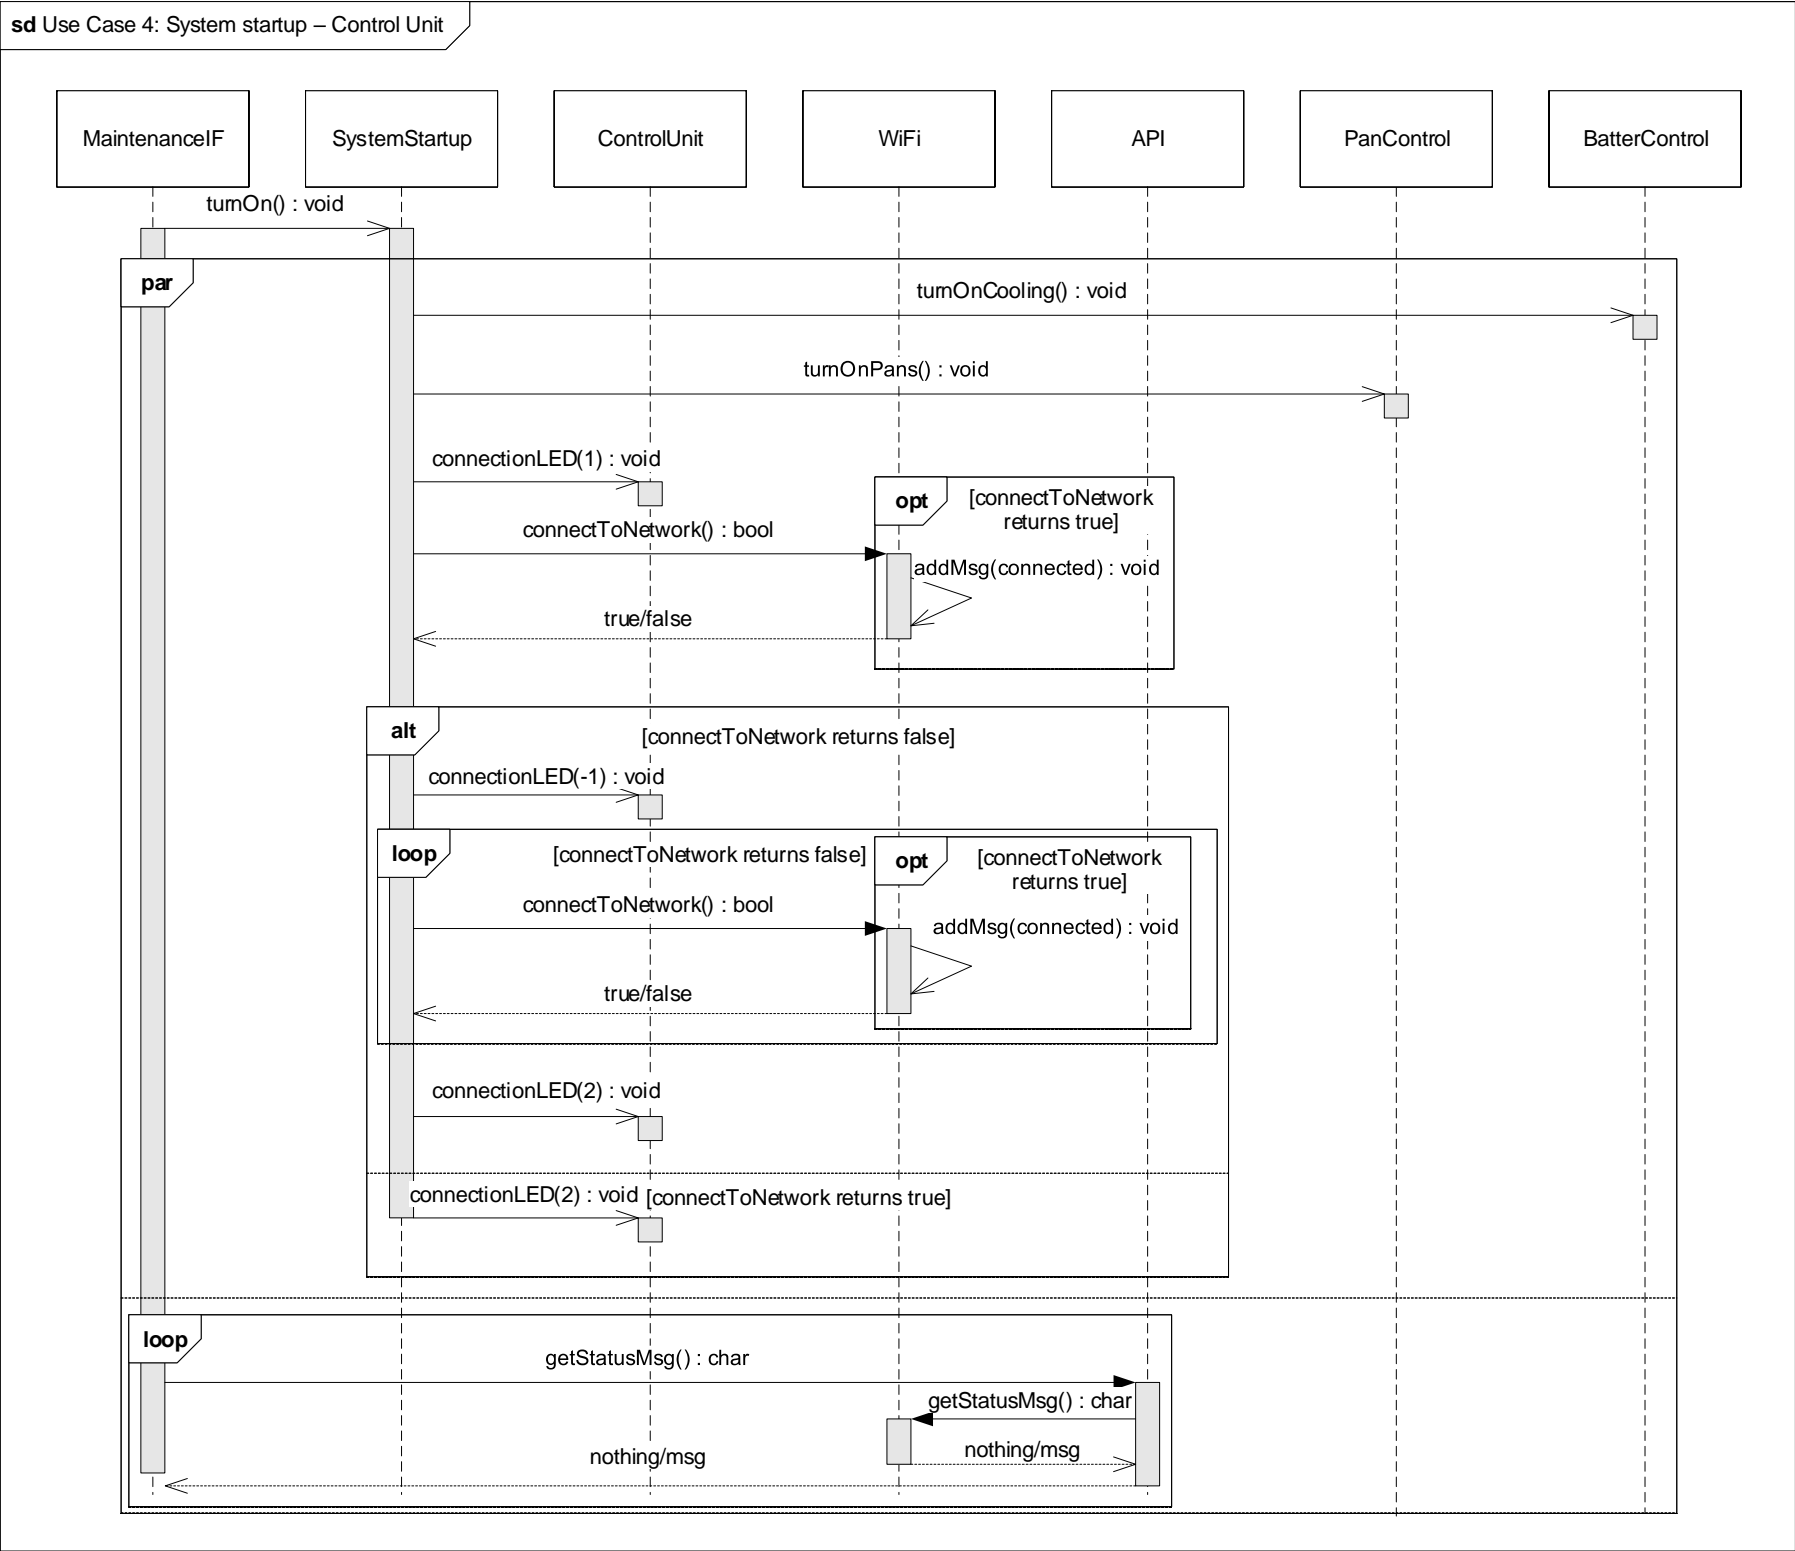 sd Use Case 4: System startup – Control Unit
MaintenanceIF
SystemStartup
ControlUnit
WiFi
API
PanControl
BatterControl
turnOn() : void
par
turnOnCooling() : void
turnOnPans() : void
connectionLED(1) : void
opt
[connectToNetwork
returns true]
connectToNetwork() : bool
addMsg(connected) : void
true/false
alt
[connectToNetwork returns false]
connectionLED(-1) : void
loop
[connectToNetwork returns false]
opt
[connectToNetwork
returns true]
connectToNetwork() : bool
addMsg(connected) : void
true/false
connectionLED(2) : void
connectionLED(2) : void
[connectToNetwork returns true]
loop
getStatusMsg() : char
getStatusMsg() : char
nothing/msg
nothing/msg